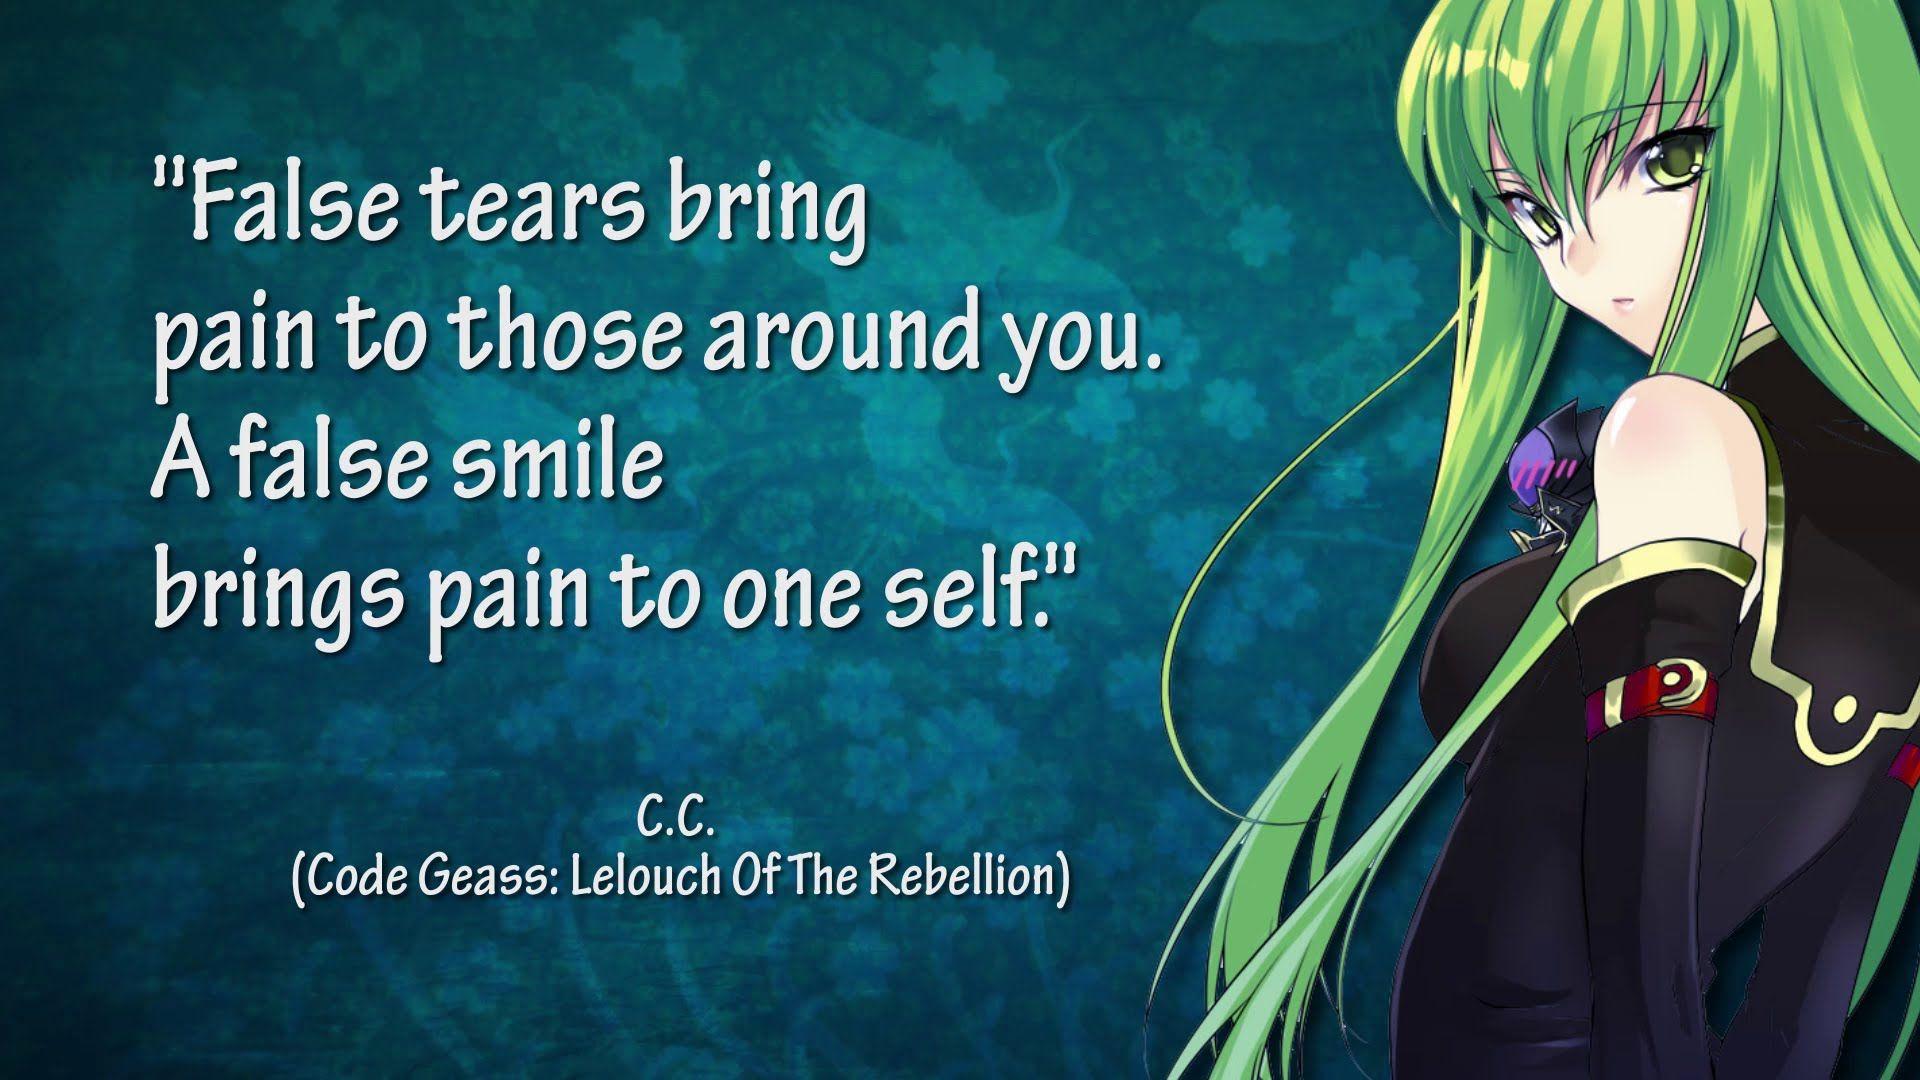 "False tears bring
pain to those around you.
A false smile
brings pain to one self."
C.C.
(Code Geass: Lelouch Of The Rebellion)